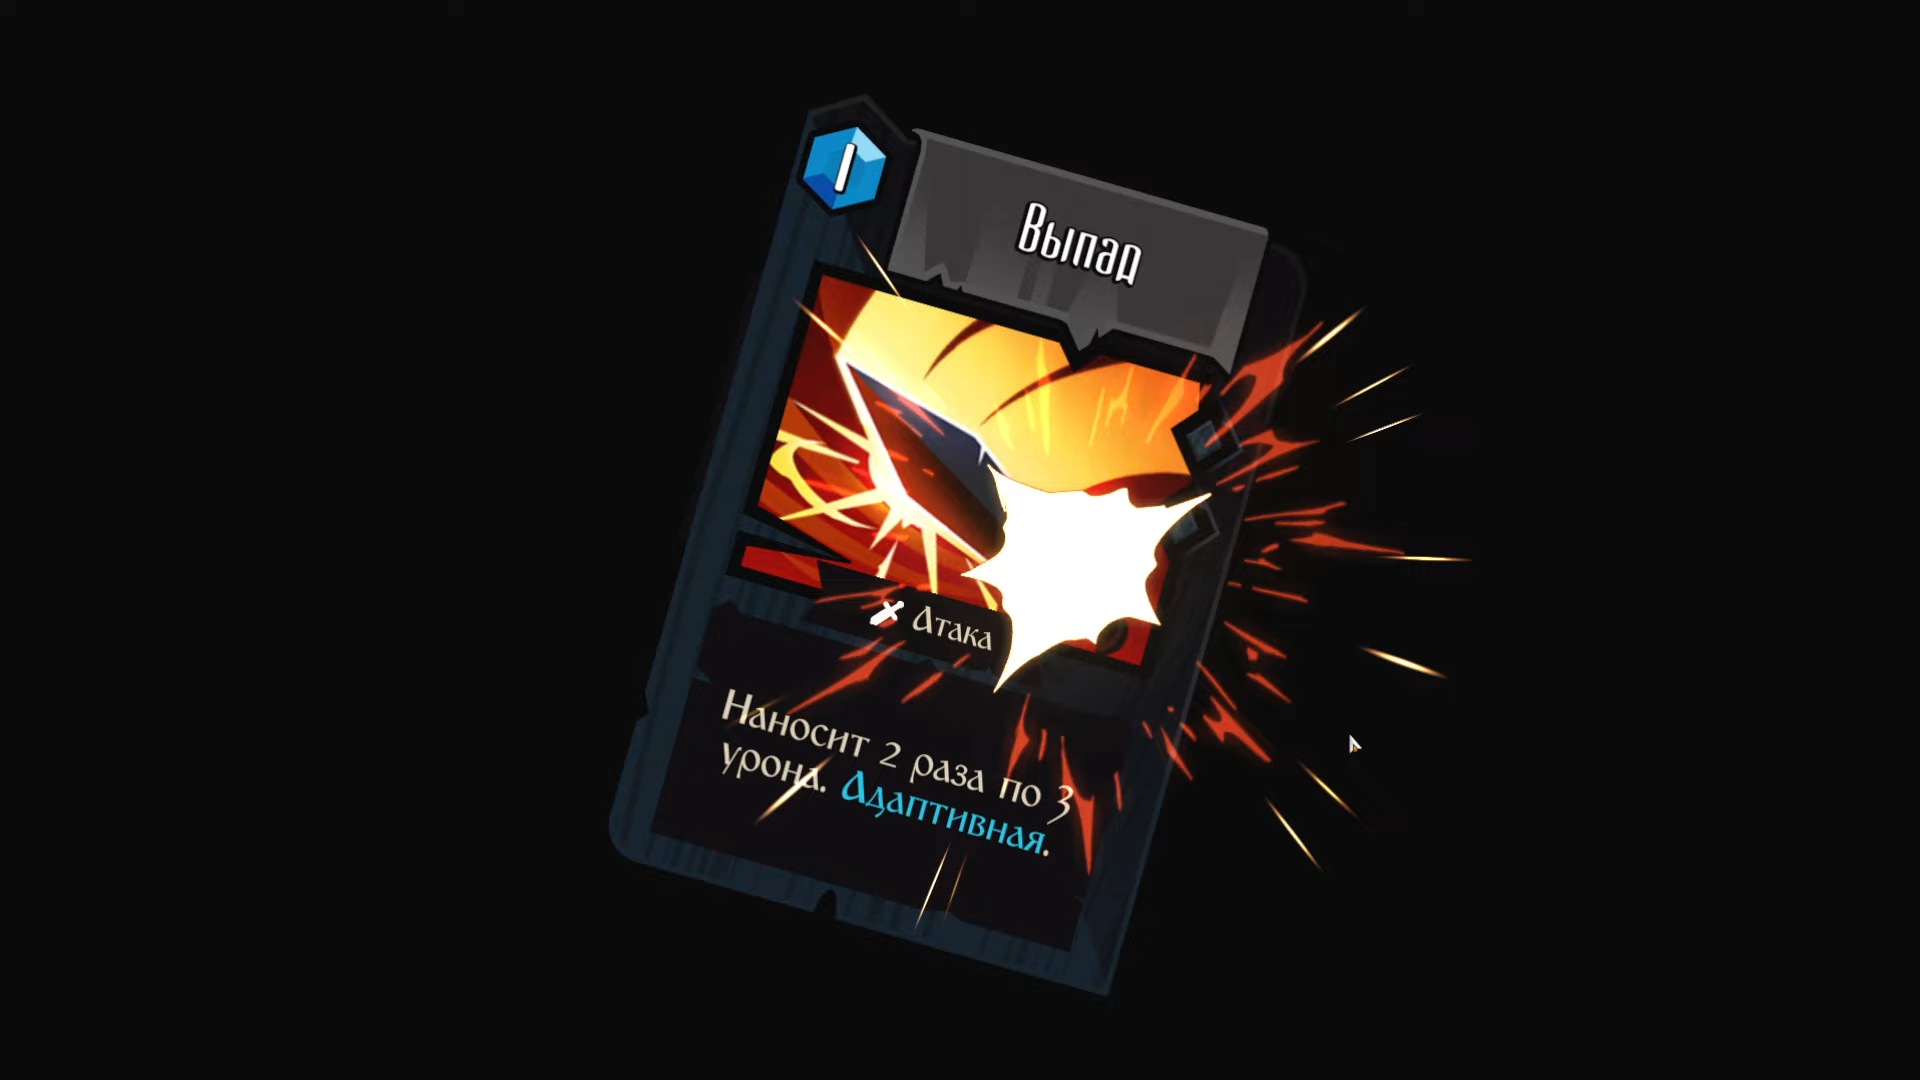 1
Выпад
Атака
Наносит 2 раза по 3
урона. Адаптивная.